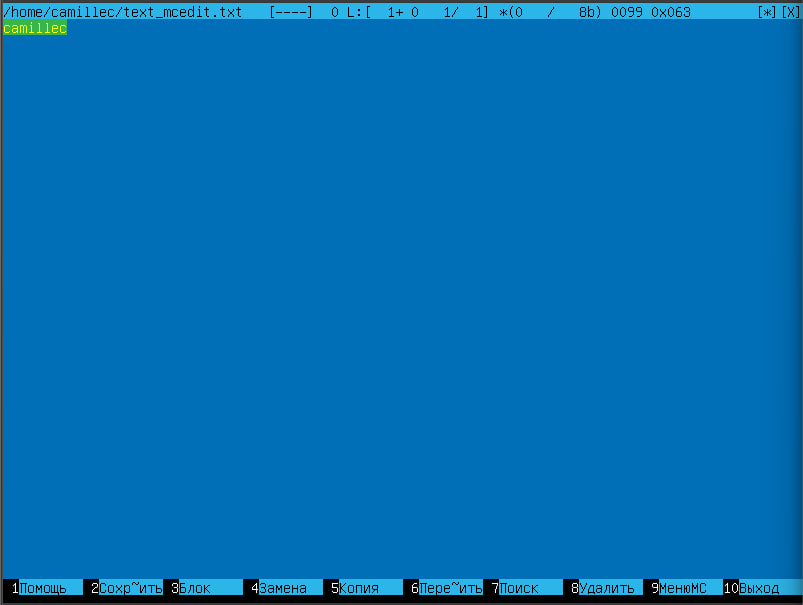 /home/camillec/text_mcedit.txt [----] 0 L:[ 1+ 0 1/ 1] *(0 / 8b) 0099 0x063 [*][X]
camillec
1Помощь 2Сохр~ить 3Блок 4Замена 5Копия 6Пере~ить 7Поиск 8Удалить 9МенюMC 10Выход